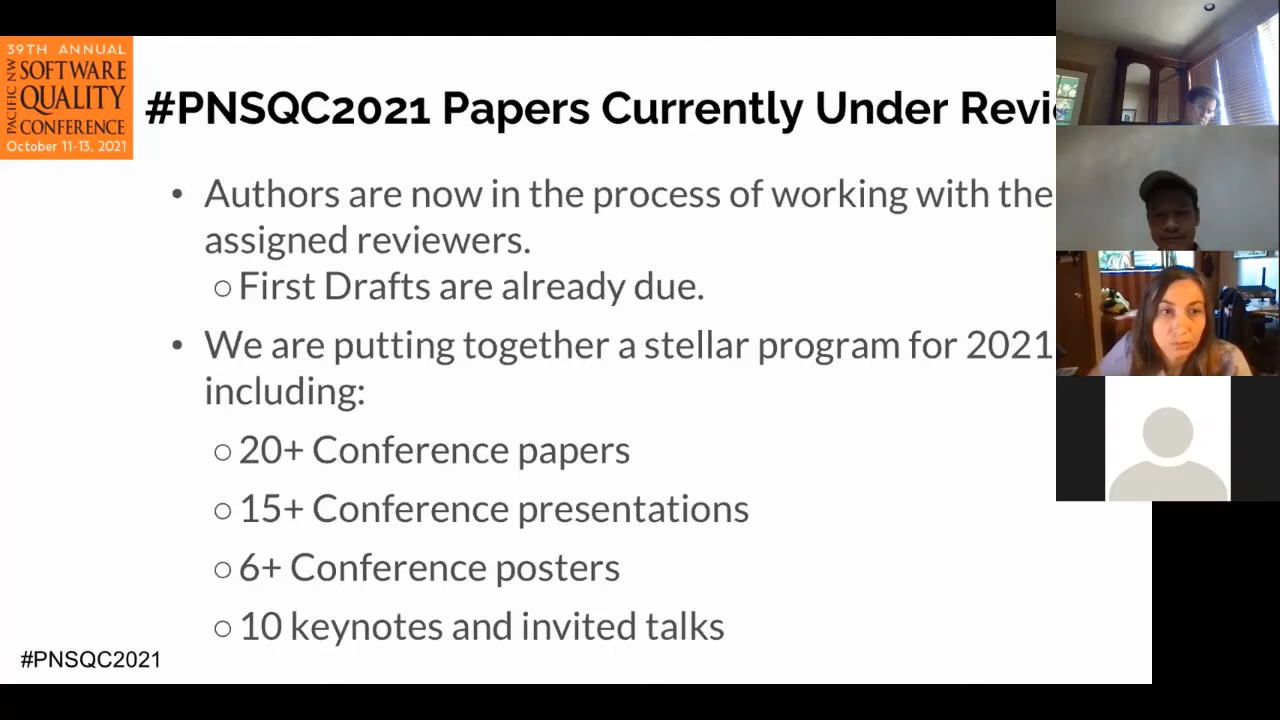 39TH ANNUAL
PACIFIC NW
SOFTWARE
QUALITY
CONFERENCE
October 11-13, 2021
#PNSQC2021 Papers Currently Under Revi
• Authors are now in the process of working with the
assigned reviewers.
○ First Drafts are already due.
• We are putting together a stellar program for 2021
including:
○ 20+ Conference papers
○ 15+ Conference presentations
○ 6+ Conference posters
○ 10 keynotes and invited talks
#PNSQC2021